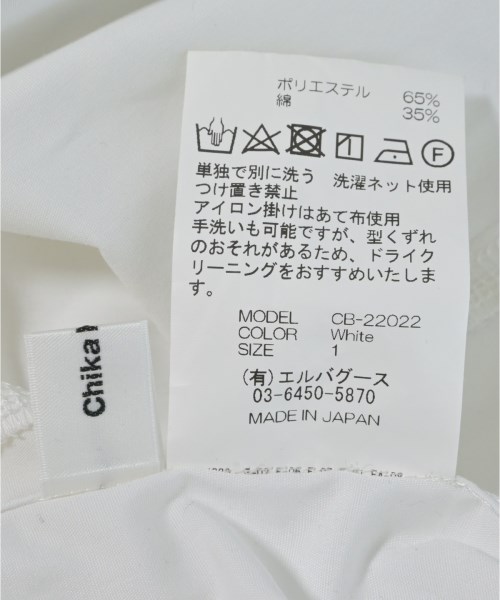 ポリエステル 65%
綿 35%
F
単独で別に洗う 洗濯ネット使用
つけ置き禁止
アイロン掛けはあて布使用
手洗いも可能ですが、型くずれ
のおそれがあるため、ドライク
リーニングをおすすめいたしま
す。
MODEL CB-22022
COLOR White
SIZE 1
(有)エルバグース
03-6450-5870
MADE IN JAPAN
Chika